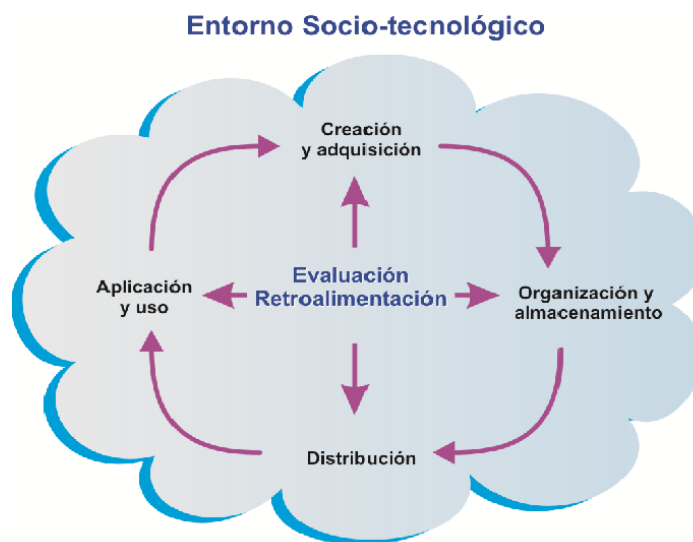 Entorno Socio-tecnológico
Creación
y adquisición
Evaluación
Retroalimentación
Aplicación
y uso
Organización y
almacenamiento
Distribución